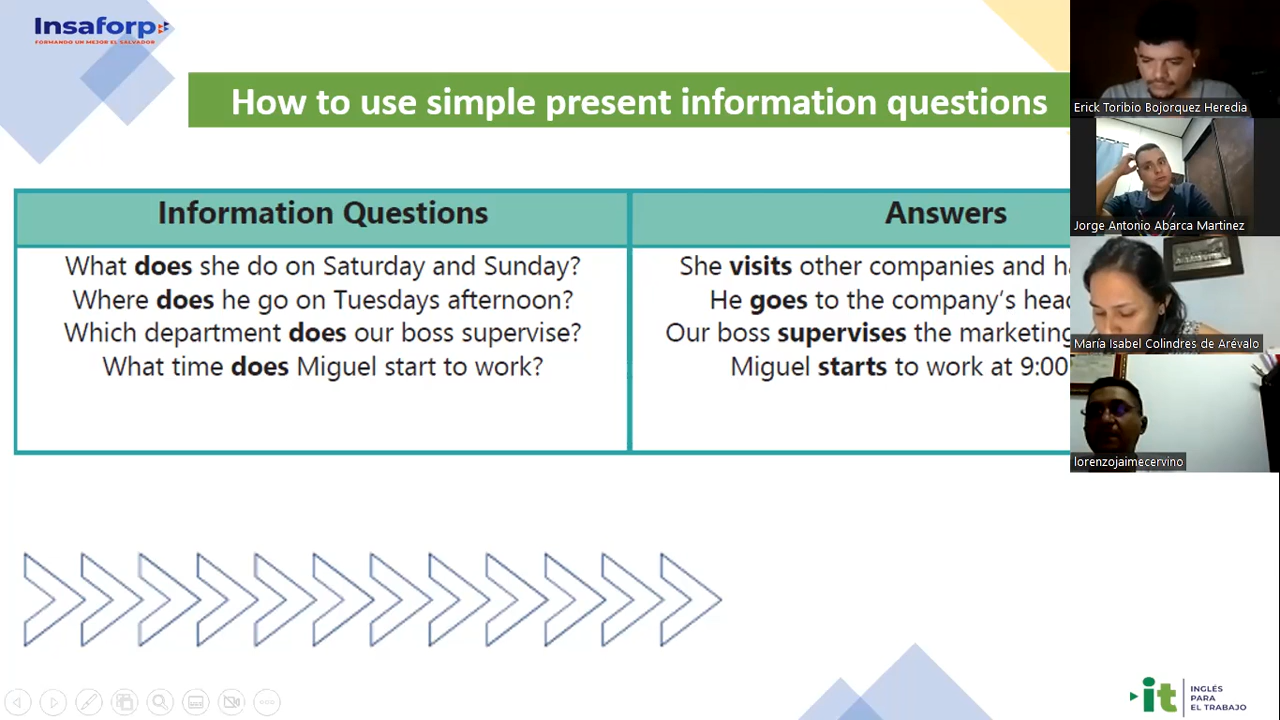 Insaforp
FORMANDO UN MEJOR EL SALVADOR
How to use simple present information questions
Information Questions
What does she do on Saturday and Sunday?
Where does he go on Tuesdays afternoon?
Which department does our boss supervise?
What time does Miguel start to work?
Answers
She visits other companies and
He goes to the company's
Our boss supervises the marketing
Miguel starts to work at 9:00
Erick Toribio Bojorquez Heredia
Jorge Antonio Abarca Martinez
María Isabel Colindres de Arévalo
lorenzojaimecervino
it
INGLÉS
PARA
EL TRABAJO